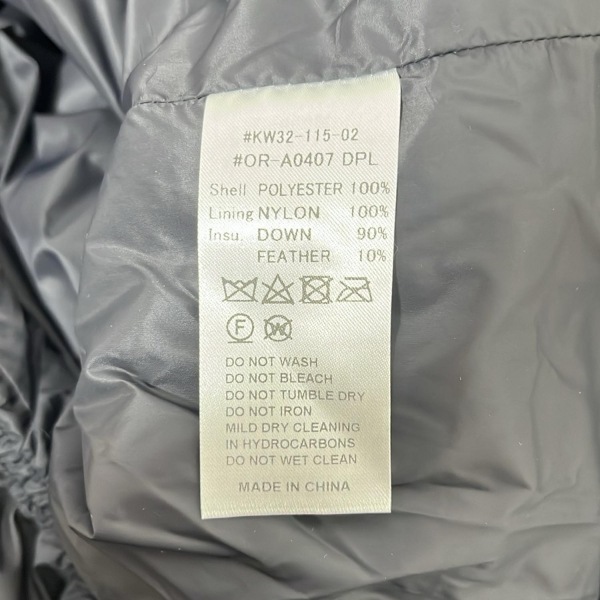 #KW32-115-02
#OR-A0407 DPL
Shell POLYESTER 100%
Lining NYLON 100%
Insu. DOWN 90%
FEATHER 10%
F
W
DO NOT WASH
DO NOT BLEACH
DO NOT TUMBLE DRY
DO NOT IRON
MILD DRY CLEANING
IN HYDROCARBONS
DO NOT WET CLEAN
MADE IN CHINA